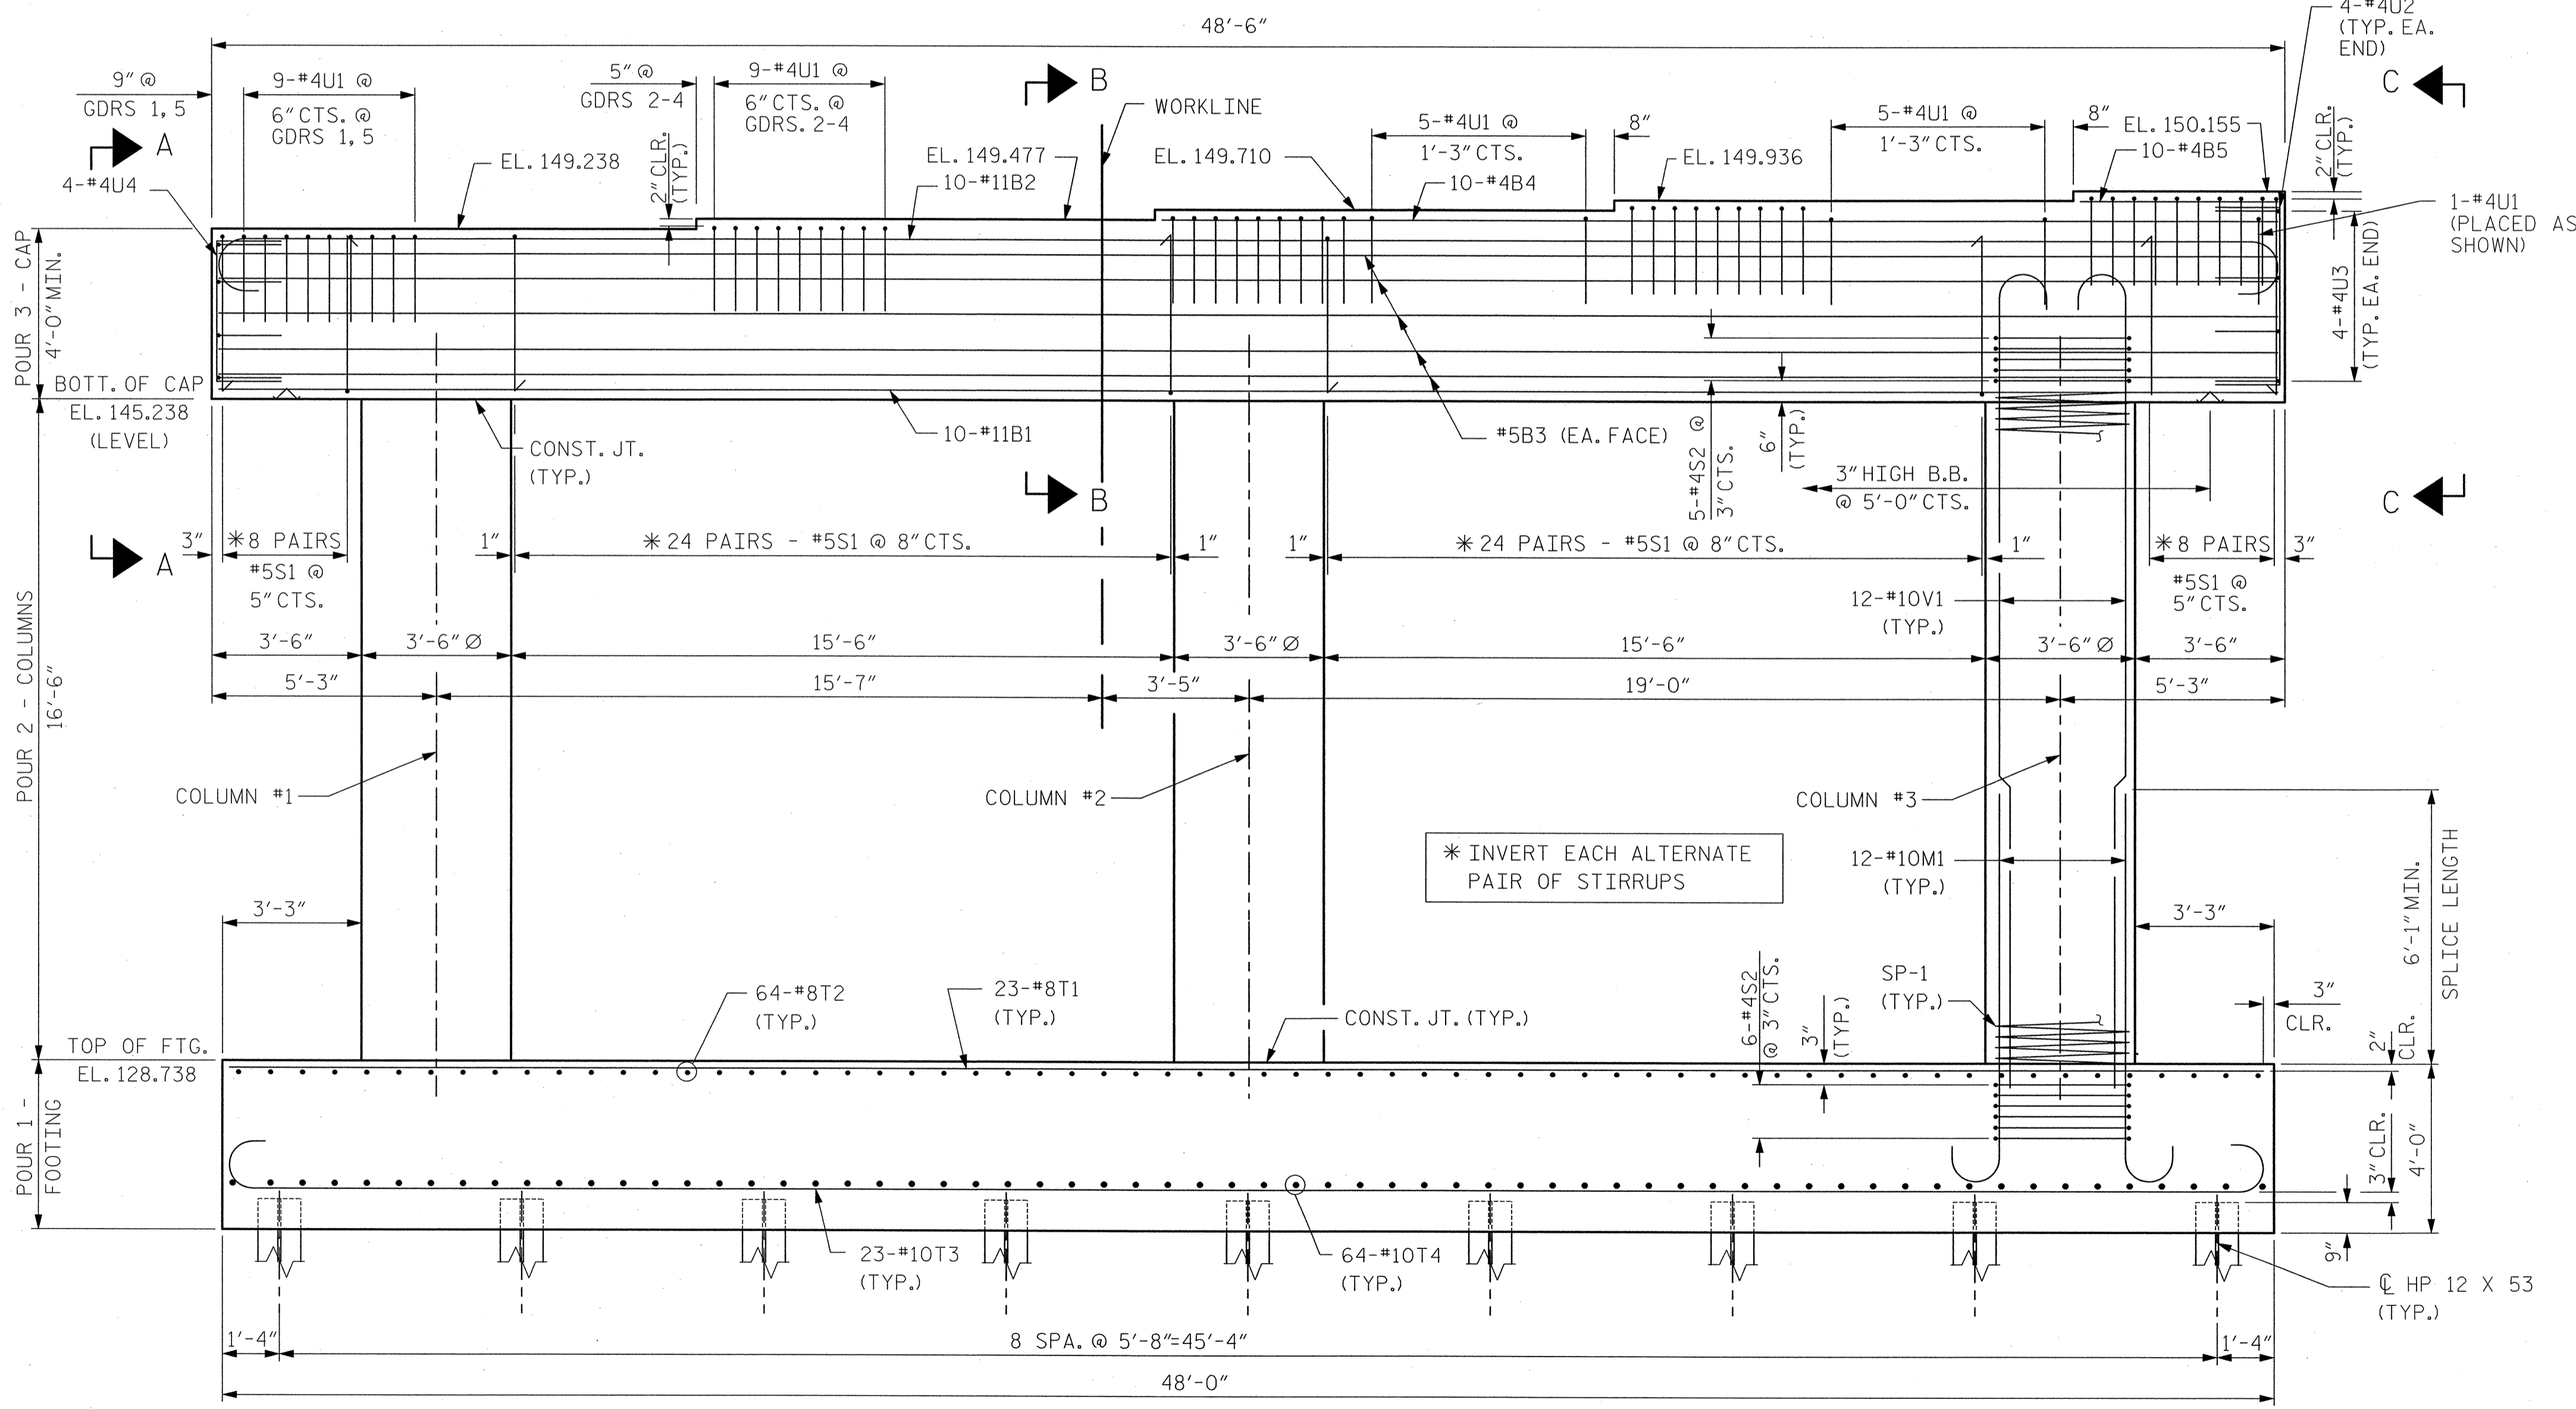 48'-6"
4-#4U2
(TYP. EA.
END)
9" @
GDRS 1,5
9-#4U1 @
6" CTS. @
GDRS 1,5
5" @
GDRS 2-4
9-#4U1 @
6" CTS. @
GDRS. 2-4
B
WORKLINE
5-#4U1 @
1'-3" CTS.
8"
5-#4U1 @
1'-3" CTS.
8"
C
A
4-#4U4
EL. 149.238
2" CLR.
(TYP.)
EL. 149.477
10-#11B2
EL. 149.710
10-#4B4
EL. 149.936
EL. 150.155
10-#4B5
2" CLR.
(TYP.)
1-#4U1
(PLACED AS
SHOWN)
4-#4U3
(TYP. EA. END)
POUR 3 - CAP
4'-0" MIN.
BOTT. OF CAP
EL. 145.238
(LEVEL)
CONST. JT.
(TYP.)
10-#11B1
#5B3 (EA. FACE)
5-#4S2 @
3" CTS.
6"
(TYP.)
3" HIGH B.B.
@ 5'-0" CTS.
B
C
A
3"
*8 PAIRS
#5S1 @
5" CTS.
1"
*24 PAIRS - #5S1 @ 8" CTS.
1"
1"
*24 PAIRS - #5S1 @ 8" CTS.
1"
*8 PAIRS
#5S1 @
5" CTS.
3"
12-#10V1
(TYP.)
3'-6"
3'-6" Ø
15'-6"
3'-6" Ø
15'-6"
3'-6" Ø
3'-6"
5'-3"
15'-7"
3'-5"
19'-0"
5'-3"
POUR 2 - COLUMNS
16'-6"
COLUMN #1
COLUMN #2
COLUMN #3
* INVERT EACH ALTERNATE
PAIR OF STIRRUPS
12-#10M1
(TYP.)
6'-1" MIN.
SPLICE LENGTH
3'-3"
3'-3"
64-#8T2
(TYP.)
23-#8T1
(TYP.)
CONST. JT. (TYP.)
6-#4S2
@ 3" CTS.
3"
(TYP.)
SP-1
(TYP.)
3"
CLR.
2"
CLR.
TOP OF FTG.
EL. 128.738
POUR 1 -
FOOTING
3" CLR.
4'-0"
9"
23-#10T3
(TYP.)
64-#10T4
(TYP.)
℄ HP 12 X 53
(TYP.)
1'-4"
8 SPA. @ 5'-8"=45'-4"
1'-4"
48'-0"